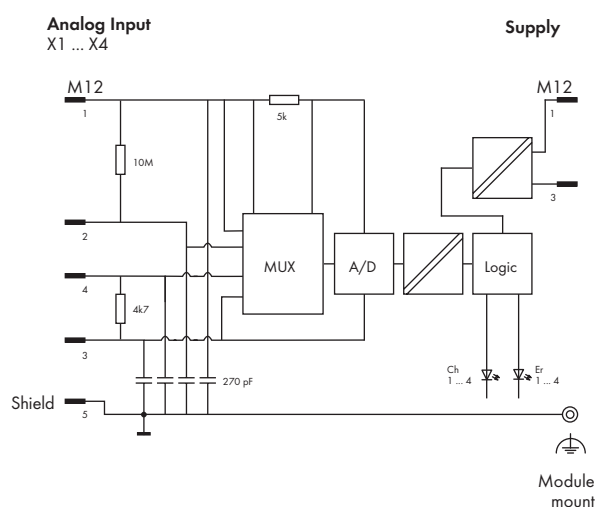 Analog Input
X1 ... X4
Supply
M12
M12
1
5k
1
10M
3
2
MUX
A/D
Logic
4
4k7
3
Ch
1 ... 4
Er
1 ... 4
270 pF
Shield
5
Module
mount